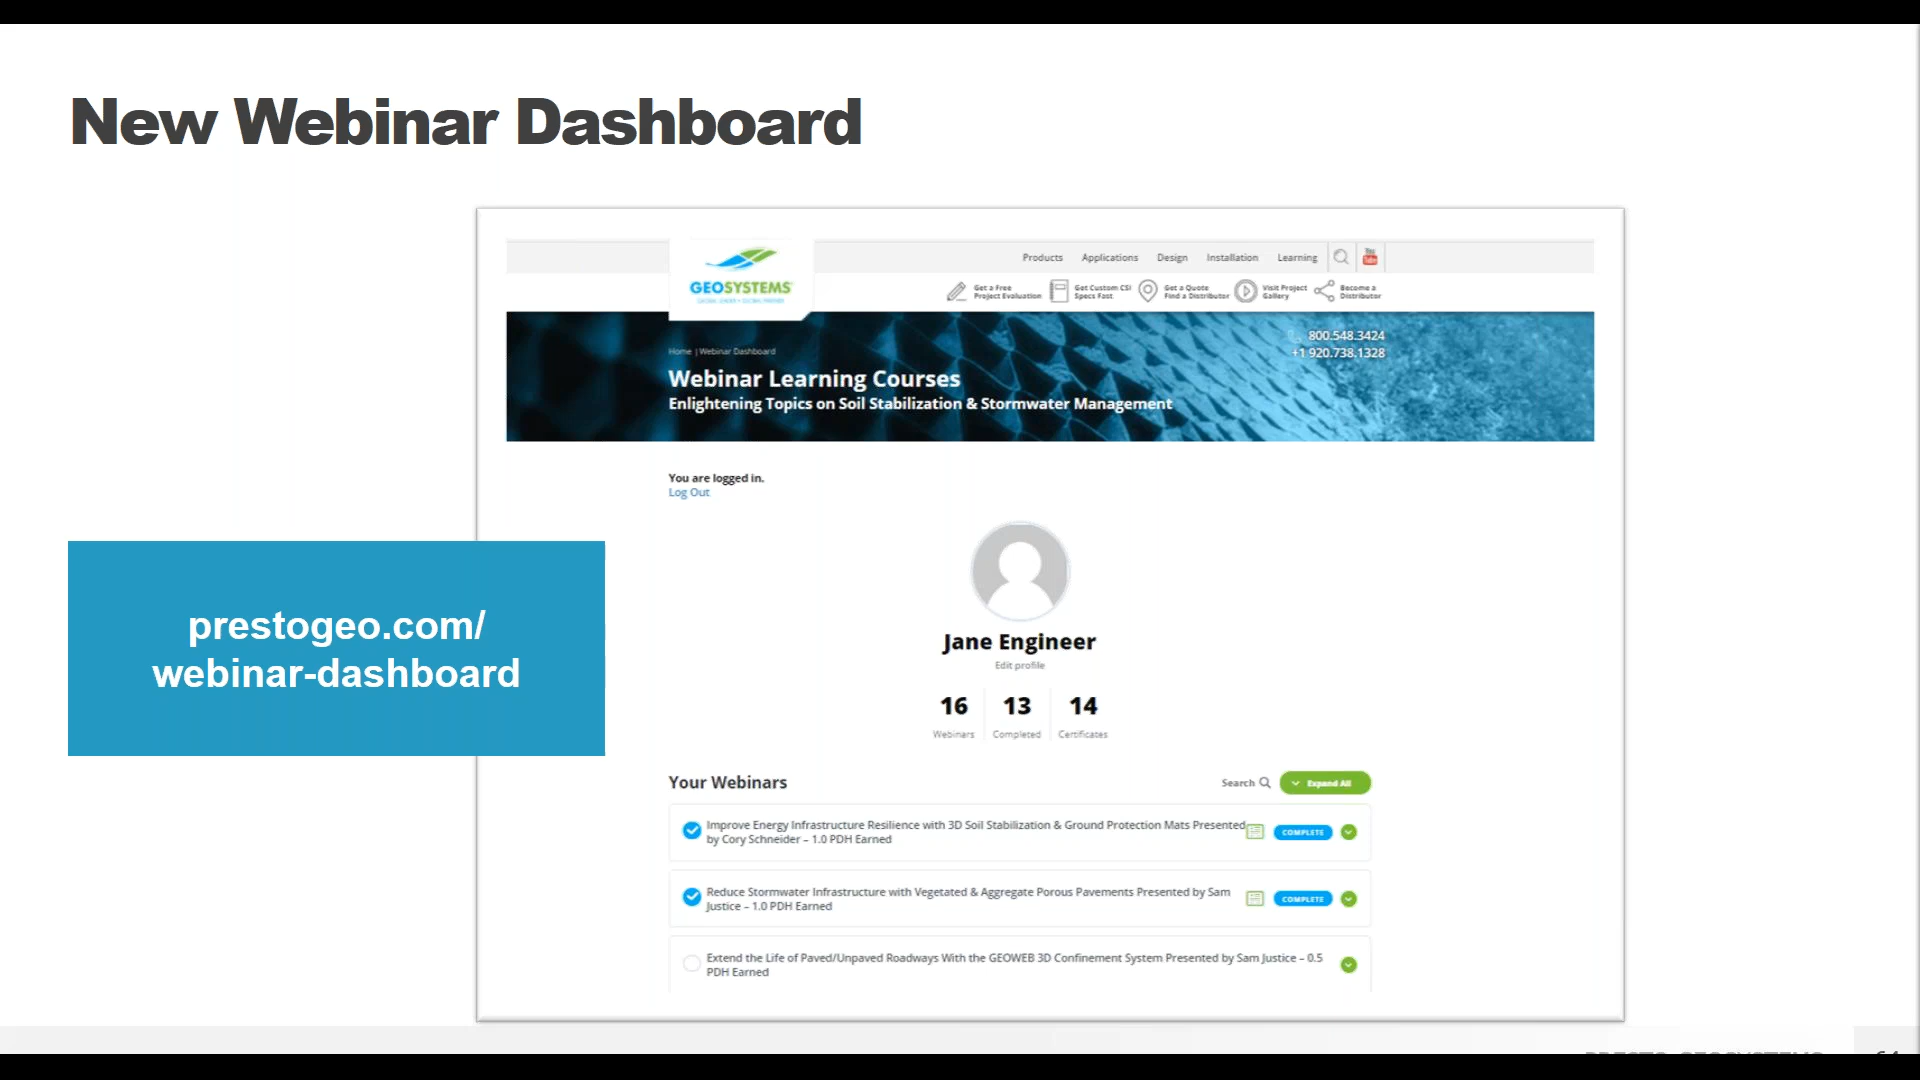 New Webinar Dashboard
GEOSYSTEMS
Products Applications Design Installation Learning
You Tube
Get a Free
Project Evaluation
Get Custom CSI
Specs Fast
Get a Quote
Find a Distributor
Visit Project
Gallery
Become a
Distributor
800.548.3424
+1 920.738.1328
Home | Webinar Dashboard
Webinar Learning Courses
Enlightening Topics on Soil Stabilization & Stormwater Management
You are logged in.
Log Out
prestogeo.com/
webinar-dashboard
Jane Engineer
Edit profile
16 13 14
Webinars Completed Certificates
Your Webinars
Search
Expand All
Improve Energy Infrastructure Resilience with 3D Soil Stabilization & Ground Protection Mats Presented
by Cory Schneider – 1.0 PDH Earned
COMPLETE
Reduce Stormwater Infrastructure with Vegetated & Aggregate Porous Pavements Presented by Sam
Justice – 1.0 PDH Earned
COMPLETE
Extend the Life of Paved/Unpaved Roadways With the GEOWEB 3D Confinement System Presented by Sam Justice – 0.5
PDH Earned